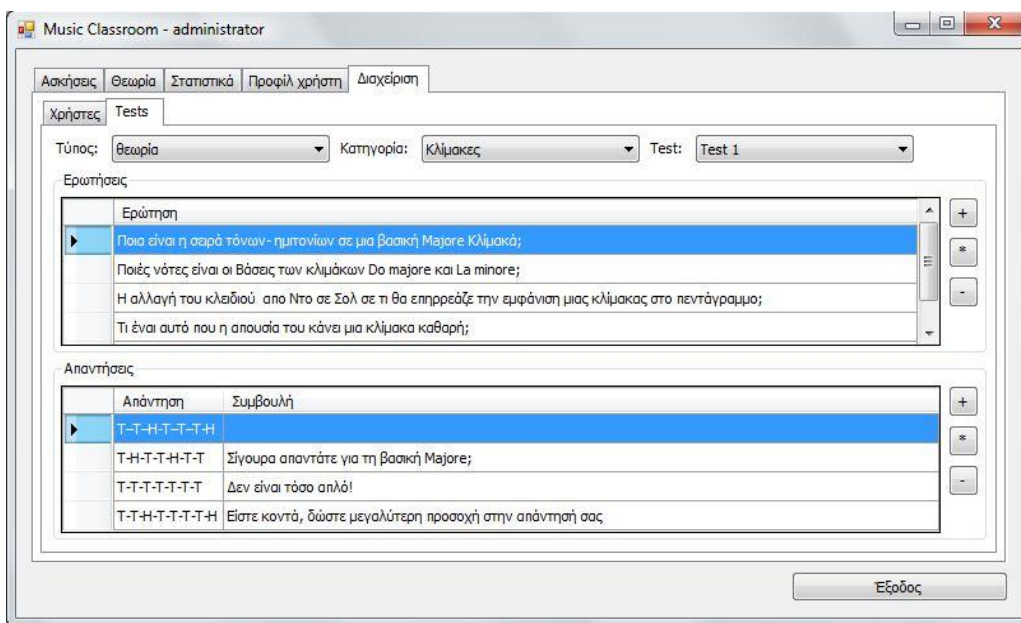 Music Classroom - administrator
Ασκήσεις Θεωρία Στατιστικά Προφίλ χρήστη Διαχείριση
Χρήστες Tests
Τύπος: θεωρία Κατηγορία: Κλίμακες Test: Test 1
Ερωτήσεις
Ερώτηση
+
Ποια είναι η σειρά τόνων- ημιτονίων σε μια βασική Majore Κλίμακά;
*
Ποιές νότες είναι οι Βάσεις των κλιμάκων Do majore και La minore;
Η αλλαγή του κλειδιού απο Ντο σε Σολ σε τι θα επηρρεάζε την εμφάνιση μιας κλίμακας στο πεντάγραμμο;
-
Τι έναι αυτό που η απουσία του κάνει μια κλίμακα καθαρή;
Απαντήσεις
Απάντηση Συμβουλή
+
T–T–H-T–T–T-H
*
T-H-T-T-H-T-T Σίγουρα απαντάτε για τη βασική Majore;
T-T-T-T-T-T-T Δεν είναι τόσο απλό!
-
T-T-H-T-T-T-T-H Είστε κοντά, δώστε μεγαλύτερη προσοχή στην απάντησή σας
Έξοδος